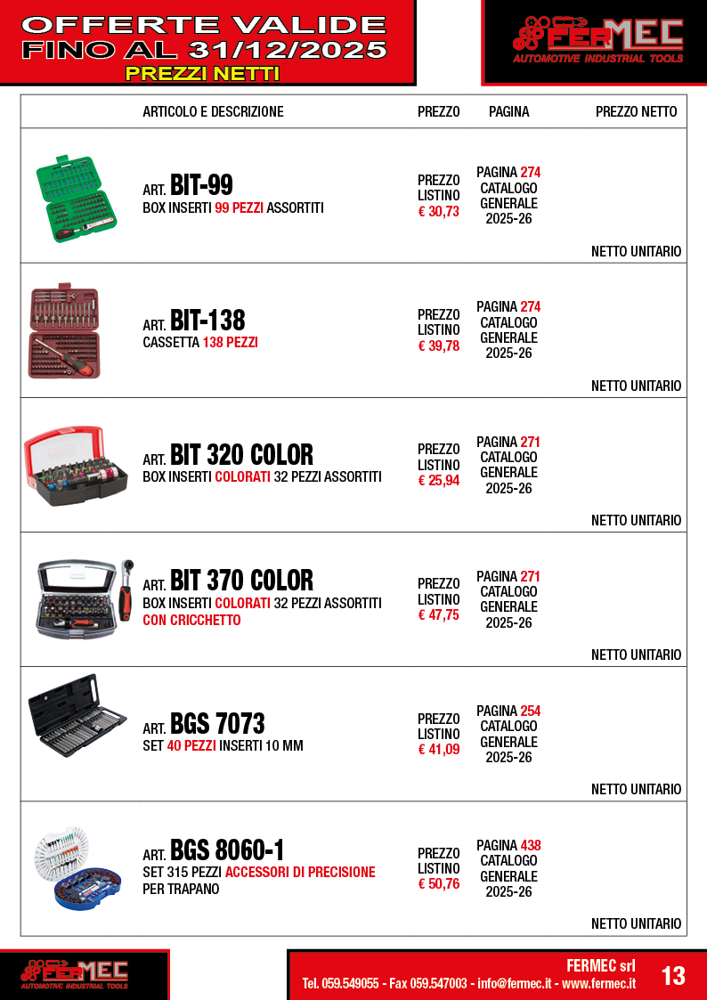 OFFERTE VALIDE
FINO AL 31/12/2025
PREZZI NETTI
FERMEC
AUTOMOTIVE INDUSTRIAL TOOLS
ARTICOLO E DESCRIZIONE PREZZO PAGINA PREZZO NETTO
ART. BIT-99
BOX INSERTI 99 PEZZI ASSORTITI
PREZZO
LISTINO
€ 30,73
PAGINA 274
CATALOGO
GENERALE
2025-26
NETTO UNITARIO
ART. BIT-138
CASSETTA 138 PEZZI
PREZZO
LISTINO
€ 39,78
PAGINA 274
CATALOGO
GENERALE
2025-26
NETTO UNITARIO
ART. BIT 320 COLOR
BOX INSERTI COLORATI 32 PEZZI ASSORTITI
PREZZO
LISTINO
€ 25,94
PAGINA 271
CATALOGO
GENERALE
2025-26
NETTO UNITARIO
ART. BIT 370 COLOR
BOX INSERTI COLORATI 32 PEZZI ASSORTITI
CON CRICCHETTO
PREZZO
LISTINO
€ 47,75
PAGINA 271
CATALOGO
GENERALE
2025-26
NETTO UNITARIO
ART. BGS 7073
SET 40 PEZZI INSERTI 10 MM
PREZZO
LISTINO
€ 41,09
PAGINA 254
CATALOGO
GENERALE
2025-26
NETTO UNITARIO
ART. BGS 8060-1
SET 315 PEZZI ACCESSORI DI PRECISIONE
PER TRAPANO
PREZZO
LISTINO
€ 50,76
PAGINA 438
CATALOGO
GENERALE
2025-26
NETTO UNITARIO
FERMEC
AUTOMOTIVE INDUSTRIAL TOOLS
FERMEC srl
Tel. 059.549055 - Fax 059.547003 - info@fermec.it - www.fermec.it
13